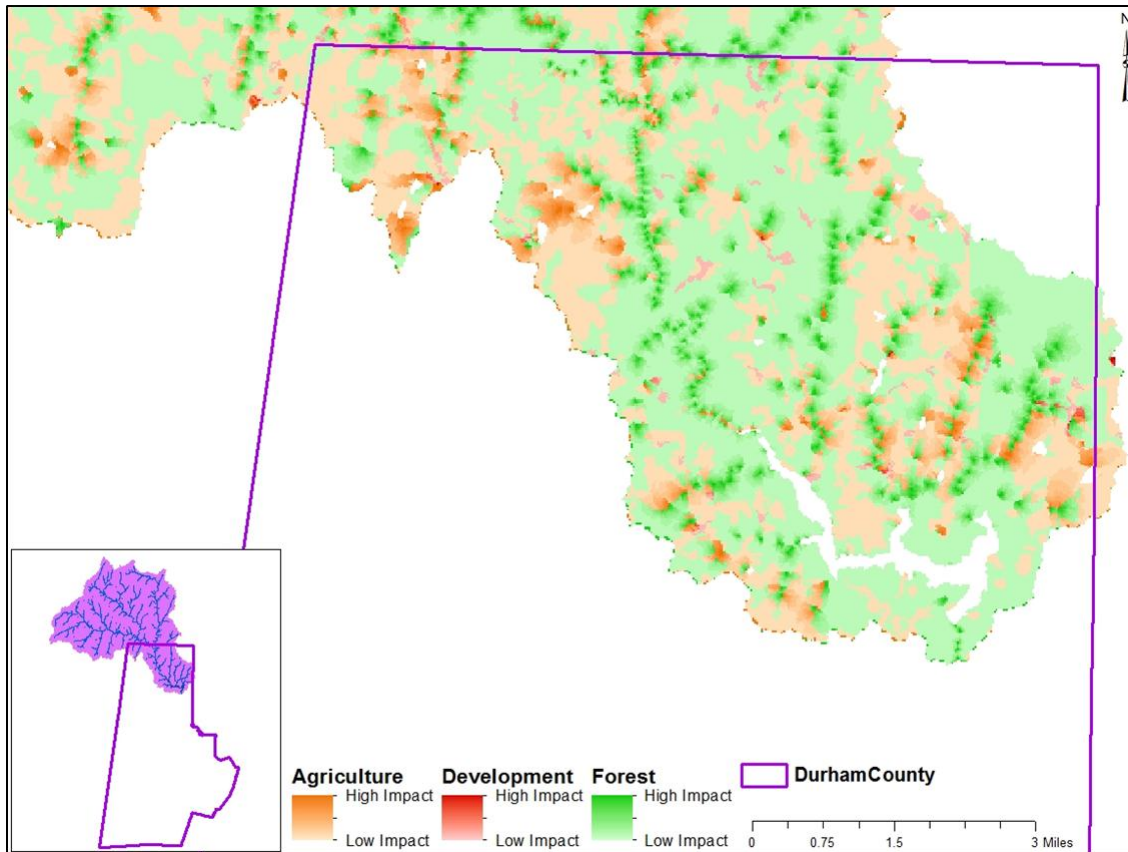 N
Agriculture
High Impact
Low Impact
Development
High Impact
Low Impact
Forest
High Impact
Low Impact
DurhamCounty
0 0.75 1.5 3 Miles